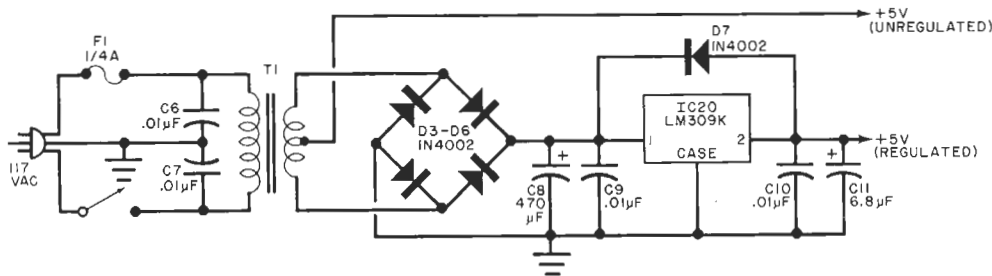 +5V
(UNREGULATED)
F1
1/4A
D7
IN4002
T1
C6
.01µF
IC20
LM309K
1
2
CASE
D3-D6
IN4002
+5V
(REGULATED)
117
VAC
C7
.01µF
+
C8
470
µF
C9
.01µF
C10
.01µF
+
C11
6.8µF